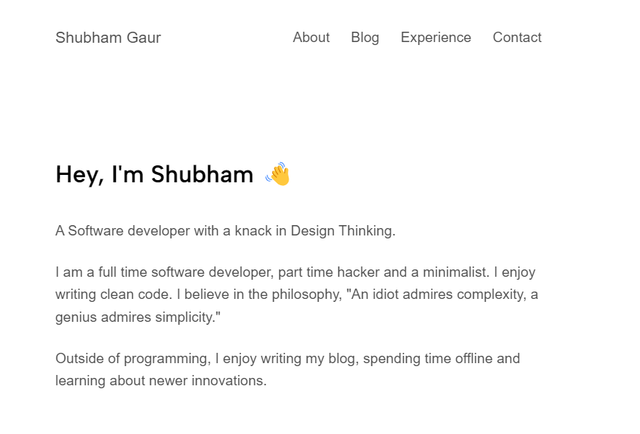 Shubham Gaur
About Blog Experience Contact
Hey, I'm Shubham 👋
A Software developer with a knack in Design Thinking.
I am a full time software developer, part time hacker and a minimalist. I enjoy
writing clean code. I believe in the philosophy, "An idiot admires complexity, a
genius admires simplicity."
Outside of programming, I enjoy writing my blog, spending time offline and
learning about newer innovations.